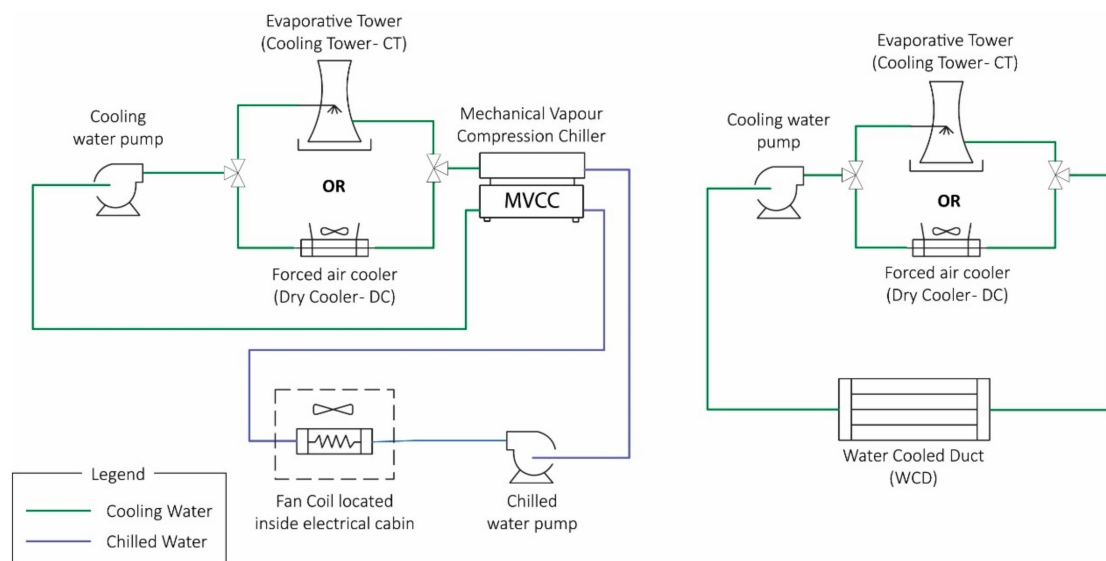 Evaporative Tower
(Cooling Tower- CT)
Cooling
water pump
Mechanical Vapour
Compression Chiller
OR
MVCC
Forced air cooler
(Dry Cooler- DC)
Fan Coil located
inside electrical cabin
Chilled
water pump
Legend
Cooling Water
Chilled Water
Evaporative Tower
(Cooling Tower- CT)
Cooling water
pump
OR
Forced air cooler
(Dry Cooler- DC)
Water Cooled Duct
(WCD)